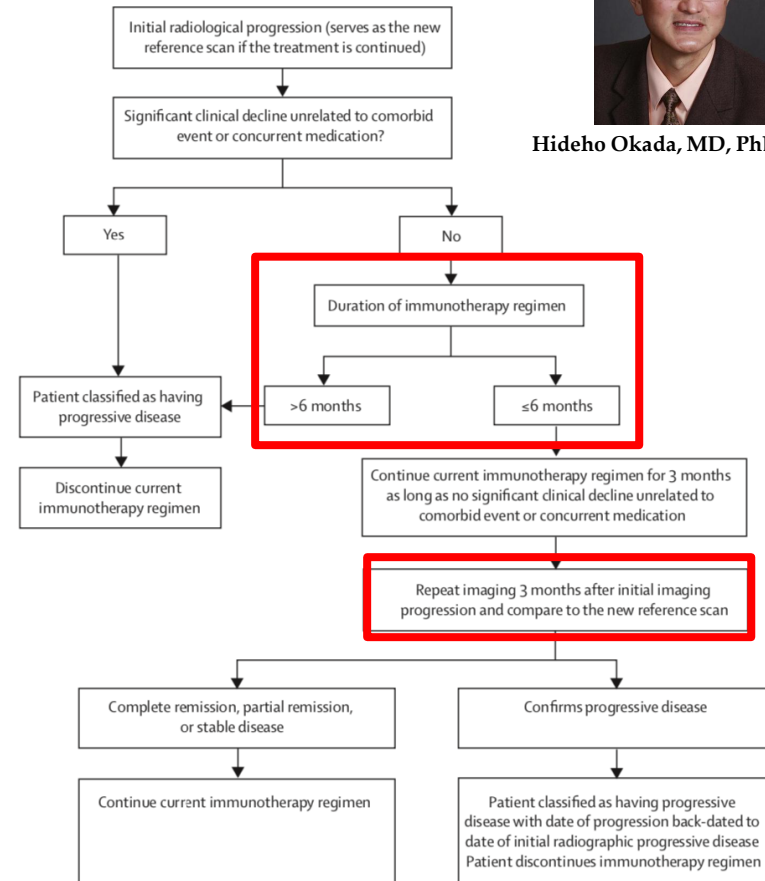 Initial radiological progression (serves as the new
reference scan if the treatment is continued)
Hideho Okada, MD, PhD
Significant clinical decline unrelated to comorbid
event or concurrent medication?
Yes
No
Duration of immunotherapy regimen
>6 months
≤6 months
Patient classified as having
progressive disease
Discontinue current
immunotherapy regimen
Continue current immunotherapy regimen for 3 months
as long as no significant clinical decline unrelated to
comorbid event or concurrent medication
Repeat imaging 3 months after initial imaging
progression and compare to the new reference scan
Complete remission, partial remission,
or stable disease
Confirms progressive disease
Continue current immunotherapy regimen
Patient classified as having progressive
disease with date of progression back-dated to
date of initial radiographic progressive disease
Patient discontinues immunotherapy regimen